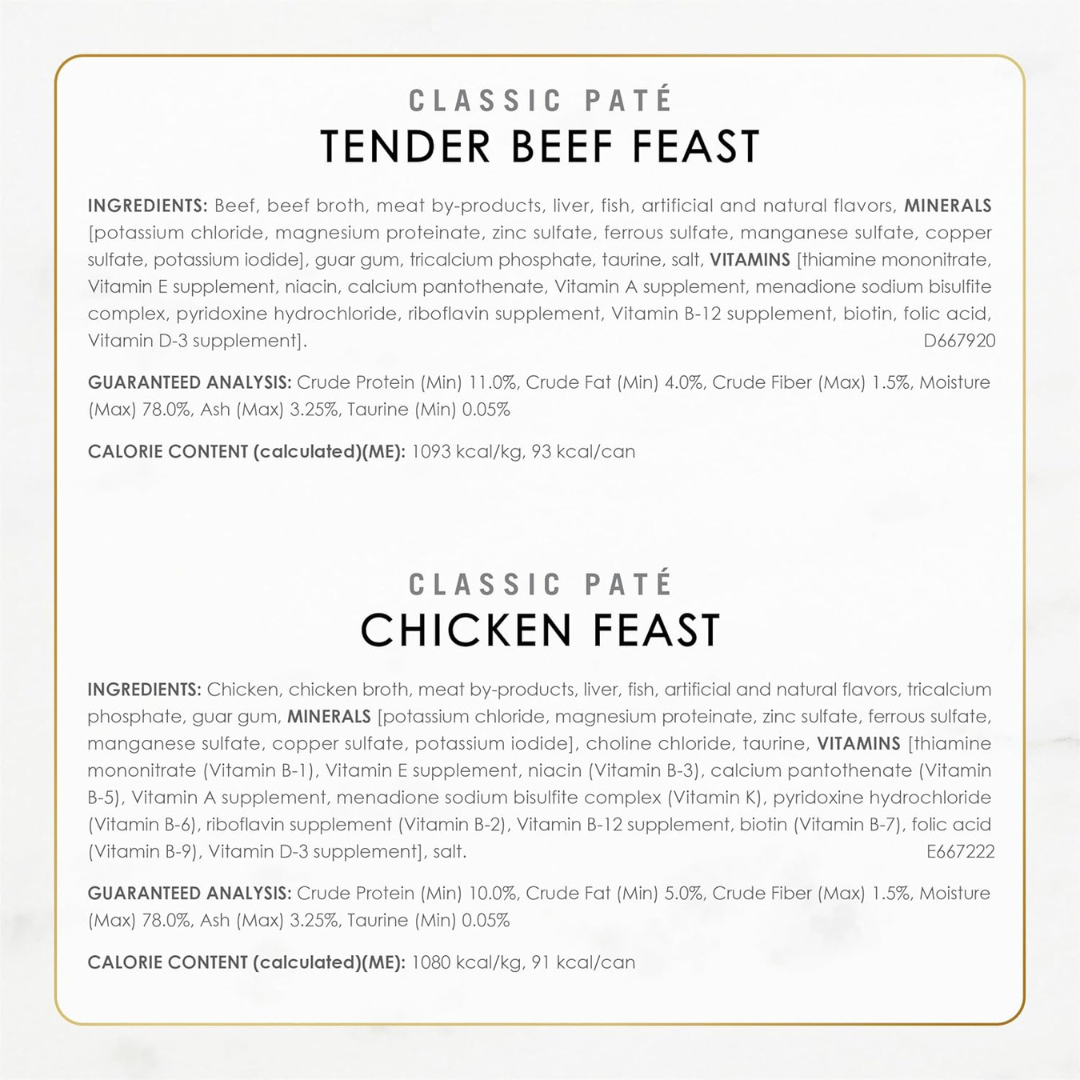 CLASSIC PATÉ
TENDER BEEF FEAST
INGREDIENTS: Beef, beef broth, meat by-products, liver, fish, artificial and natural flavors, MINERALS
[potassium chloride, magnesium proteinate, zinc sulfate, ferrous sulfate, manganese sulfate, copper
sulfate, potassium iodide], guar gum, tricalcium phosphate, taurine, salt, VITAMINS [thiamine mononitrate,
Vitamin E supplement, niacin, calcium pantothenate, Vitamin A supplement, menadione sodium bisulfite
complex, pyridoxine hydrochloride, riboflavin supplement, Vitamin B-12 supplement, biotin, folic acid,
Vitamin D-3 supplement]. D667920
GUARANTEED ANALYSIS: Crude Protein (Min) 11.0%, Crude Fat (Min) 4.0%, Crude Fiber (Max) 1.5%, Moisture
(Max) 78.0%, Ash (Max) 3.25%, Taurine (Min) 0.05%
CALORIE CONTENT (calculated)(ME): 1093 kcal/kg, 93 kcal/can
CLASSIC PATÉ
CHICKEN FEAST
INGREDIENTS: Chicken, chicken broth, meat by-products, liver, fish, artificial and natural flavors, tricalcium
phosphate, guar gum, MINERALS [potassium chloride, magnesium proteinate, zinc sulfate, ferrous sulfate,
manganese sulfate, copper sulfate, potassium iodide], choline chloride, taurine, VITAMINS [thiamine
mononitrate (Vitamin B-1), Vitamin E supplement, niacin (Vitamin B-3), calcium pantothenate (Vitamin
B-5), Vitamin A supplement, menadione sodium bisulfite complex (Vitamin K), pyridoxine hydrochloride
(Vitamin B-6), riboflavin supplement (Vitamin B-2), Vitamin B-12 supplement, biotin (Vitamin B-7), folic acid
(Vitamin B-9), Vitamin D-3 supplement], salt. E667222
GUARANTEED ANALYSIS: Crude Protein (Min) 10.0%, Crude Fat (Min) 5.0%, Crude Fiber (Max) 1.5%, Moisture
(Max) 78.0%, Ash (Max) 3.25%, Taurine (Min) 0.05%
CALORIE CONTENT (calculated)(ME): 1080 kcal/kg, 91 kcal/can